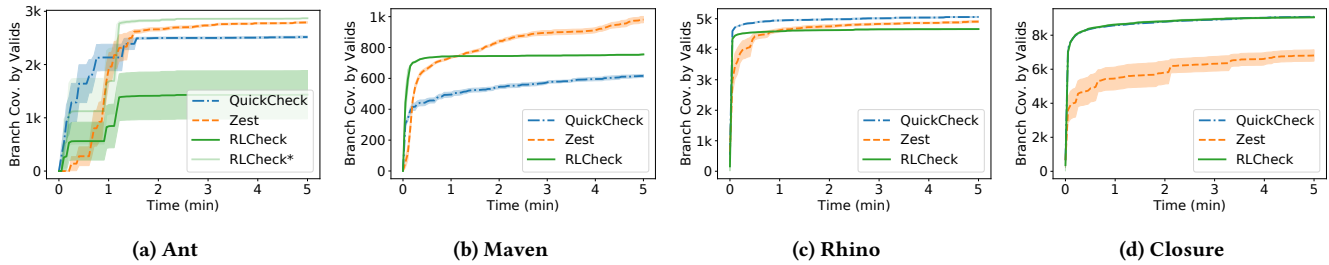 Branch Cov. by Valids
3k
2k
1k
0
0 1 2 3 4 5
Time (min)
QuickCheck
Zest
RLCheck
RLCheck*
(a) Ant
Branch Cov. by Valids
1k
800
600
400
200
0
0 1 2 3 4 5
Time (min)
QuickCheck
Zest
RLCheck
(b) Maven
Branch Cov. by Valids
5k
4k
3k
2k
1k
0
0 1 2 3 4 5
Time (min)
QuickCheck
Zest
RLCheck
(c) Rhino
Branch Cov. by Valids
8k
6k
4k
2k
0
0 1 2 3 4 5
Time (min)
QuickCheck
Zest
RLCheck
(d) Closure